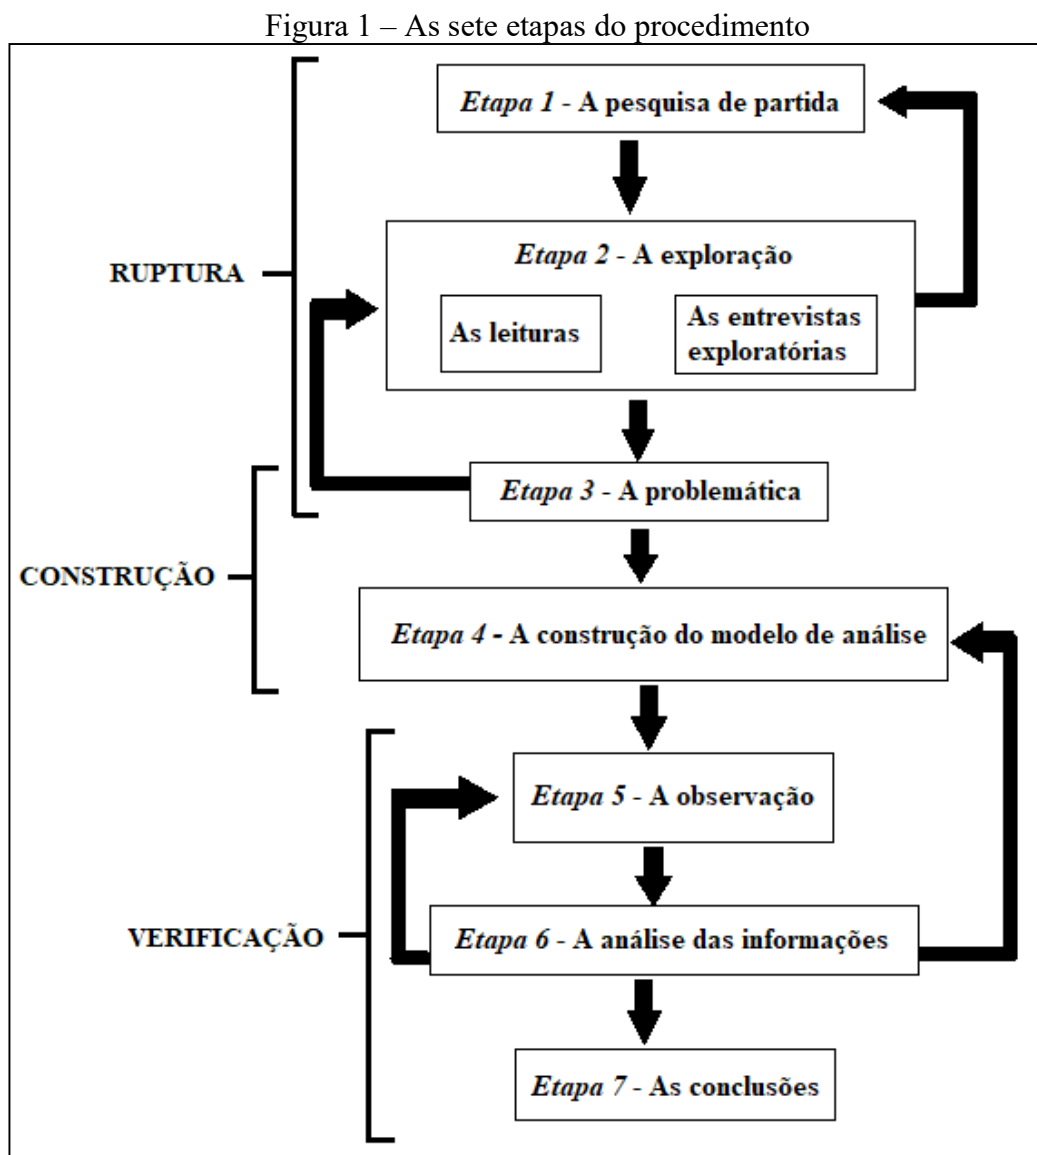 Figura 1 – As sete etapas do procedimento
Etapa 1 - A pesquisa de partida
RUPTURA
Etapa 2 - A exploração
As leituras
As entrevistas
exploratórias
Etapa 3 - A problemática
CONSTRUÇÃO
Etapa 4 - A construção do modelo de análise
Etapa 5 - A observação
VERIFICAÇÃO
Etapa 6 - A análise das informações
Etapa 7 - As conclusões